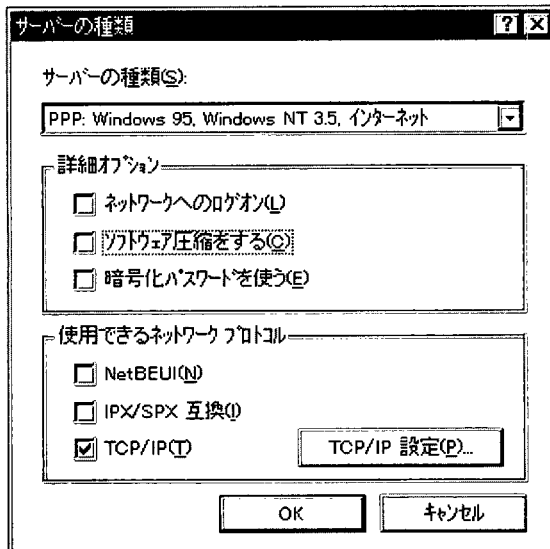 サーバーの種類
サーバーの種類(S):
PPP: Windows 95, Windows NT 3.5, インターネット
詳細オプション
ネットワークへのログオン(L)
ソフトウェア圧縮をする(C)
暗号化パスワードを使う(E)
使用できるネットワーク プロトコル
NetBEUI(N)
IPX/SPX 互換(I)
TCP/IP(T)
TCP/IP 設定(P)...
OK
キャンセル